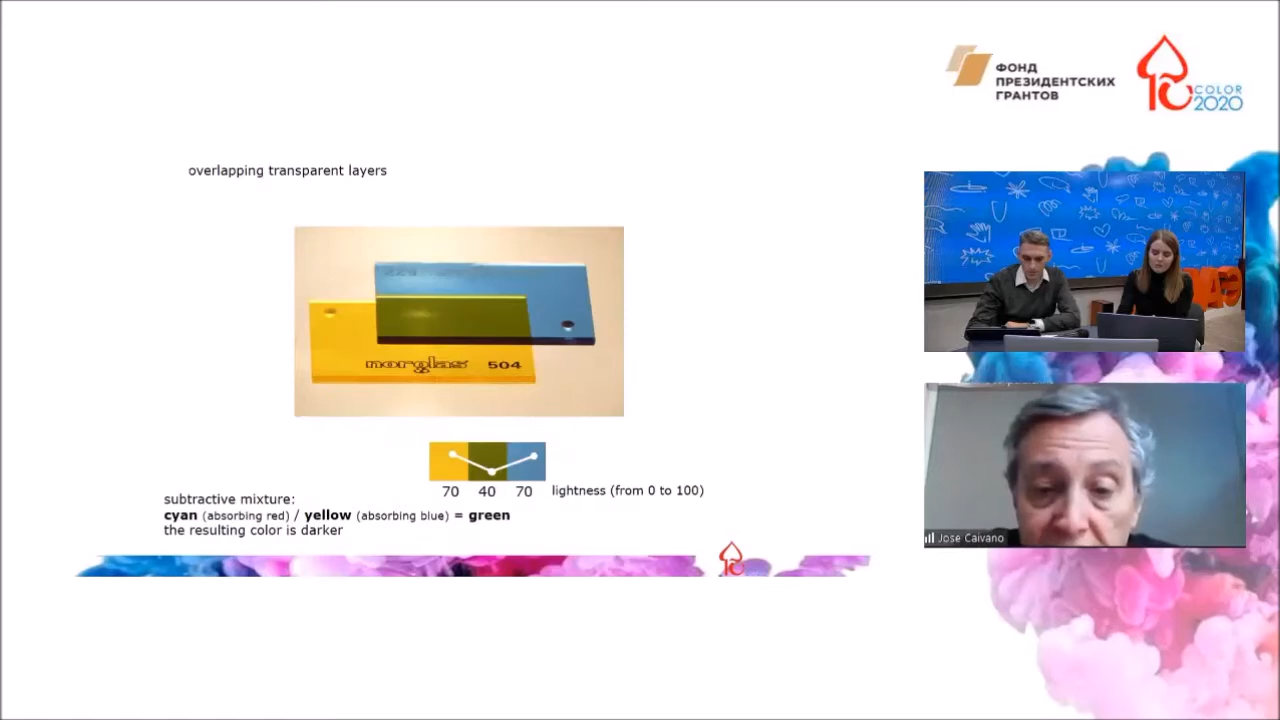 ФОНД
ПРЕЗИДЕНТСКИХ
ГРАНТОВ
COLOR
2020
overlapping transparent layers
norglas 504
70 40 70 lightness (from 0 to 100)
subtractive mixture:
cyan (absorbing red) / yellow (absorbing blue) = green
the resulting color is darker
Jose Caivano